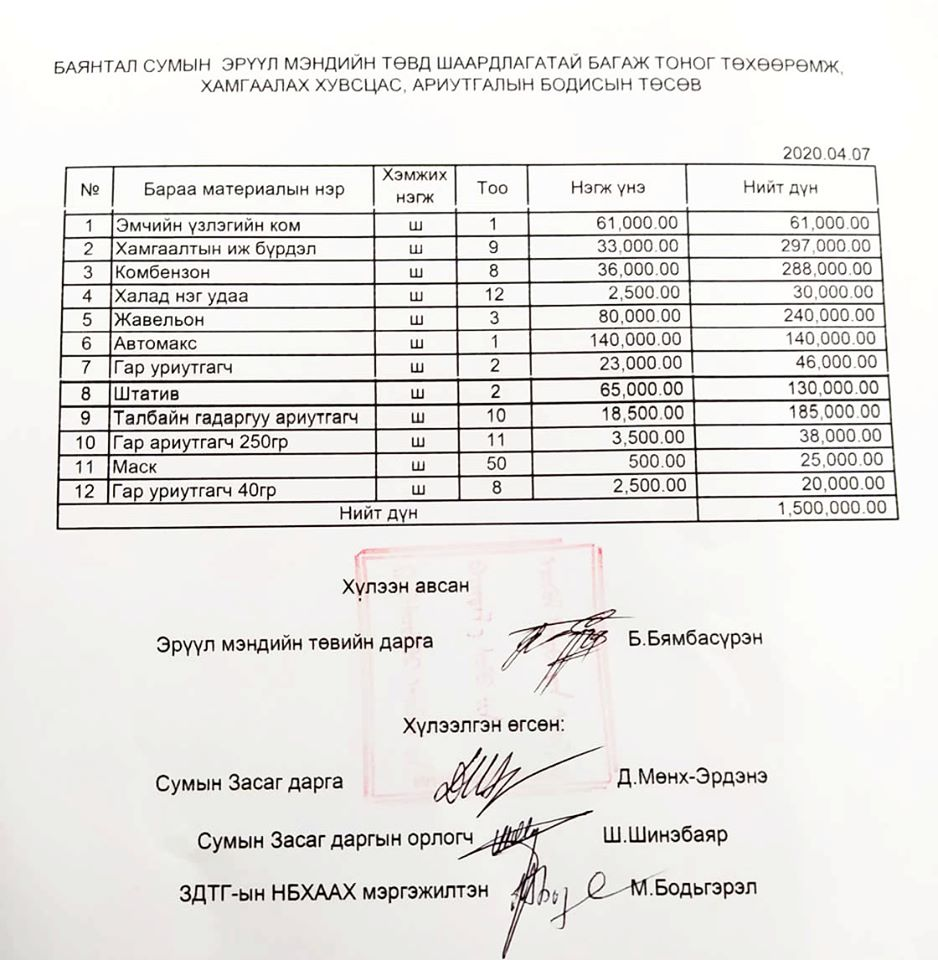 БАЯНТАЛ СУМЫН ЭРҮҮЛ МЭНДИЙН ТӨВД ШААРДЛАГАТАЙ БАГАЖ ТОНОГ ТӨХӨӨРӨМЖ,
ХАМГААЛАХ ХУВСЦАС, АРИУТГАЛЫН БОДИСЫН ТӨСӨВ
2020.04.07
№ Бараа материалын нэр Хэмжих нэгж Тоо Нэгж үнэ Нийт дүн
1 Эмчийн үзлэгийн ком ш 1 61,000.00 61,000.00
2 Хамгаалтын иж бүрдэл ш 9 33,000.00 297,000.00
3 Комбензон ш 8 36,000.00 288,000.00
4 Халад нэг удаа ш 12 2,500.00 30,000.00
5 Жавельон ш 3 80,000.00 240,000.00
6 Автомакс ш 1 140,000.00 140,000.00
7 Гар уриутгагч ш 2 23,000.00 46,000.00
8 Штатив ш 2 65,000.00 130,000.00
9 Талбайн гадаргуу ариутгагч ш 10 18,500.00 185,000.00
10 Гар ариутгагч 250гр ш 11 3,500.00 38,000.00
11 Маск ш 50 500.00 25,000.00
12 Гар уриутгагч 40гр ш 8 2,500.00 20,000.00
Нийт дүн 1,500,000.00
Хүлээн авсан
Эрүүл мэндийн төвийн дарга Б.Бямбасүрэн
Хүлээлгэн өгсөн:
Сумын Засаг дарга Д.Мөнх-Эрдэнэ
Сумын Засаг даргын орлогч Ш.Шинэбаяр
ЗДТГ-ын НБХААХ мэргэжилтэн М.Бодьгэрэл